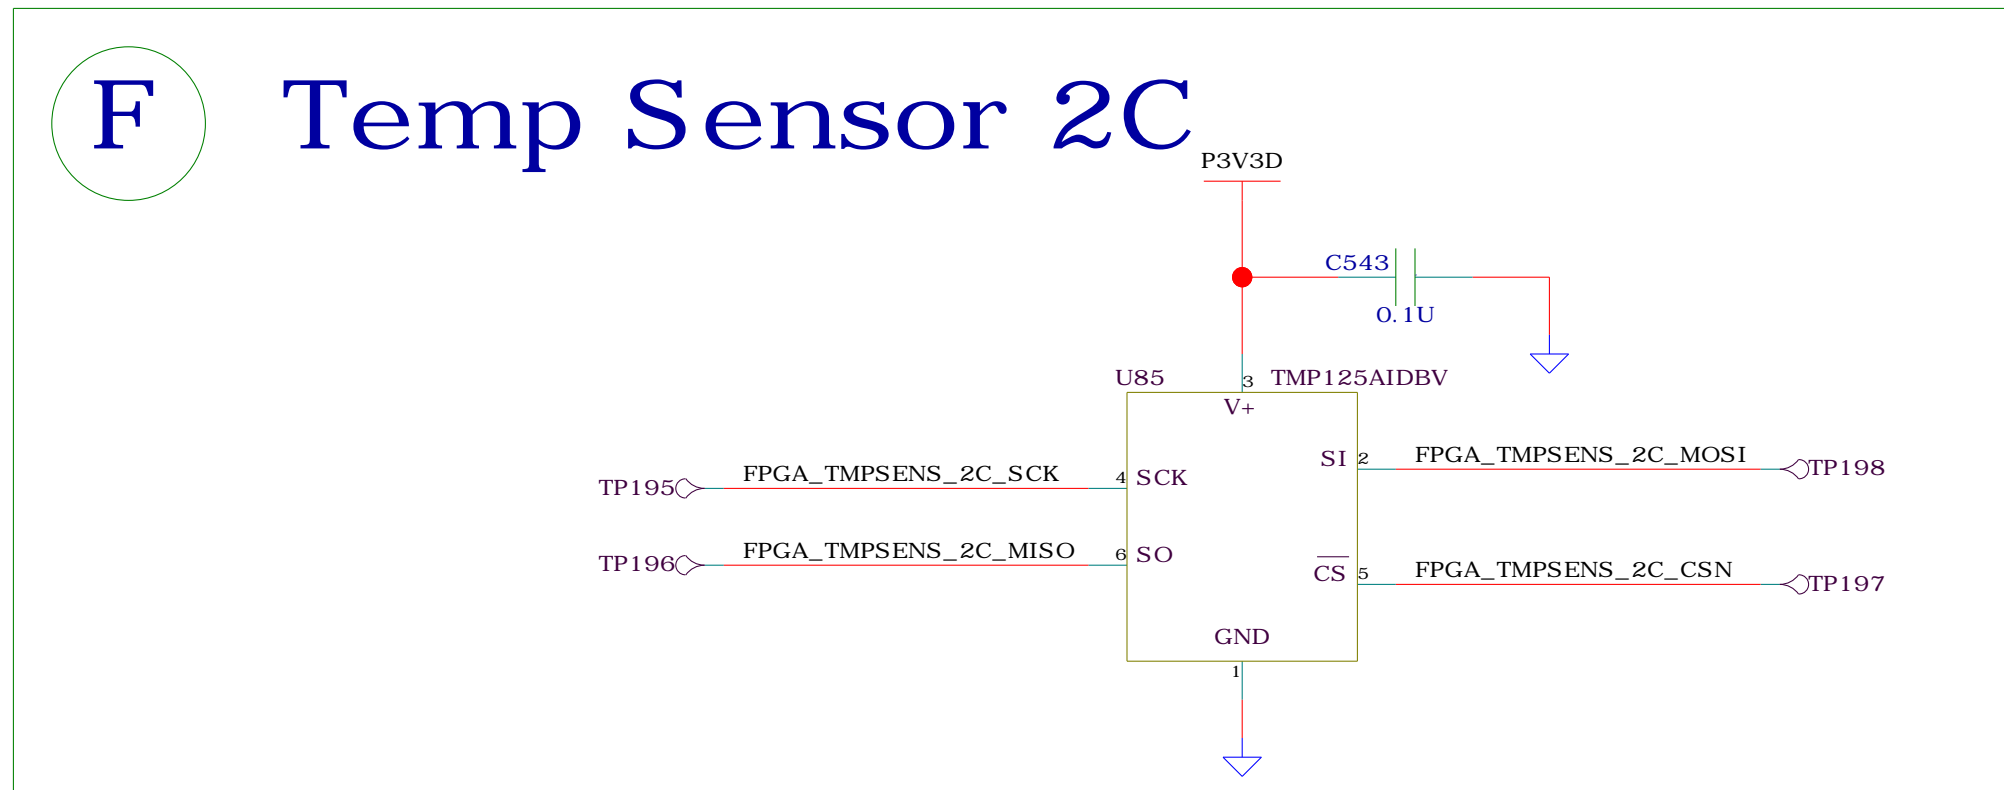 F Temp Sensor 2C
P3V3D
C543
0.1U
U85
3
TMP125AIDBV
V+
SI
2
FPGA_TMPSENS_2C_MOSI
TP198
TP195
FPGA_TMPSENS_2C_SCK
4
SCK
TP196
FPGA_TMPSENS_2C_MISO
6
SO
CS
5
FPGA_TMPSENS_2C_CSN
TP197
GND
1